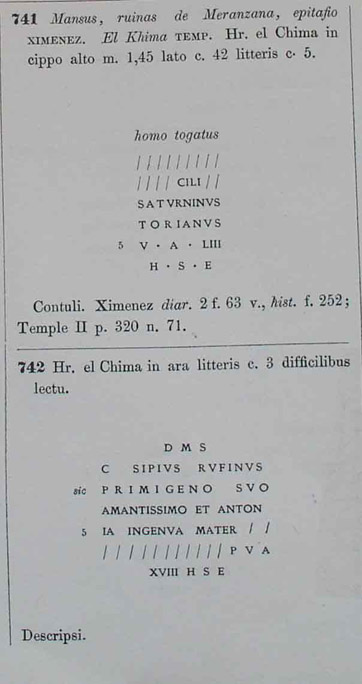 741 Mansus, ruinas de Meranzana, epitafio
XIMENEZ. El Khima TEMP. Hr. el Chima in
cippo alto m. 1,45 lato c. 42 litteris c· 5.
homo togatus
/ / / / / / / / /
/ / / / CILI / /
SATVRNINVS
TORIANVS
5 V · A · LIII
H · S · E
Contuli. Ximenez diar. 2 f. 63 v., hist. f. 252;
Temple II p. 320 n. 71.
742 Hr. el Chima in ara litteris c. 3 difficilibus
lectu.
D M S
C SIPIVS RVFINVS
sic PRIMIGENO SVO
AMANTISSIMO ET ANTON
5 IA INGENVA MATER / /
/ / / / / / / / / / / P V A
XVIII H S E
Descripsi.